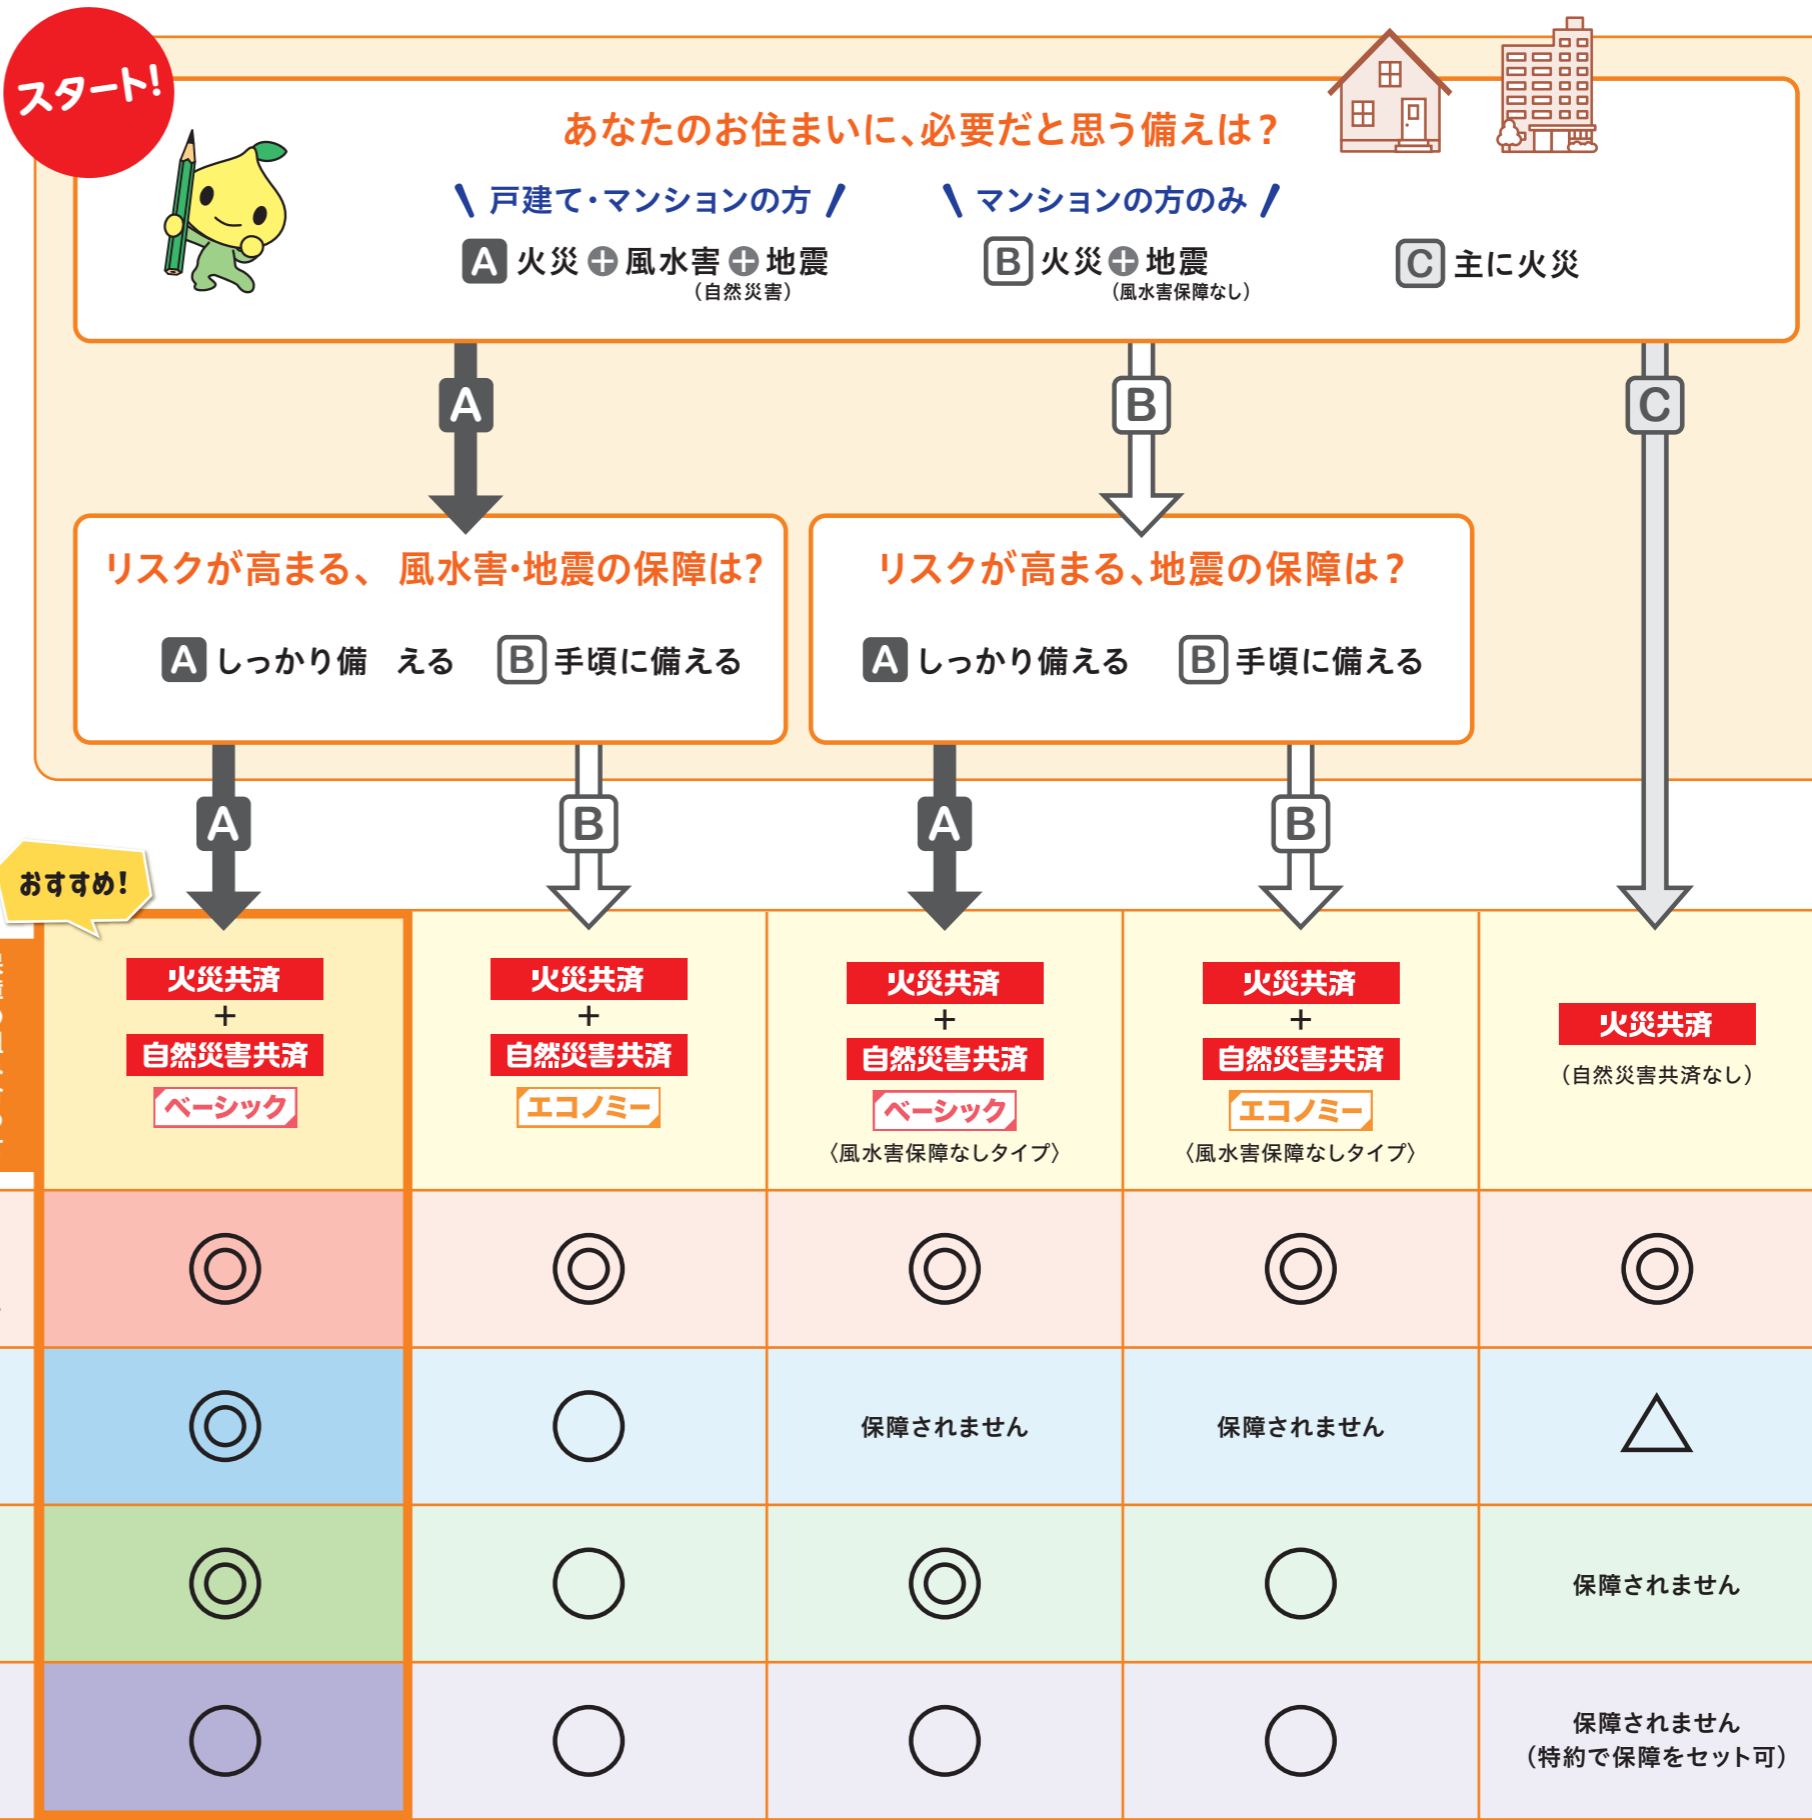 スタート!
あなたのお住まいに、必要だと思う備えは？
戸建て・マンションの方
マンションの方のみ
A 火災＋風水害＋地震
（自然災害）
B 火災＋地震
（風水害保障なし）
C 主に火災
A
B
C
リスクが高まる、 風水害・地震の保障は？
A しっかり備 える B 手頃に備える
リスクが高まる、地震の保障は？
A しっかり備える B 手頃に備える
A
B
A
B
おすすめ!
火災共済
＋
自然災害共済
ベーシック
火災共済
＋
自然災害共済
エコノミー
火災共済
＋
自然災害共済
ベーシック
〈風水害保障なしタイプ〉
火災共済
＋
自然災害共済
エコノミー
〈風水害保障なしタイプ〉
火災共済
（自然災害共済なし）
◎ ◎ ◎ ◎ ◎
◎ ○ 保障されません 保障されません △
◎ ○ ◎ ○ 保障されません
○ ○ ○ ○ 保障されません
（特約で保障をセット可）